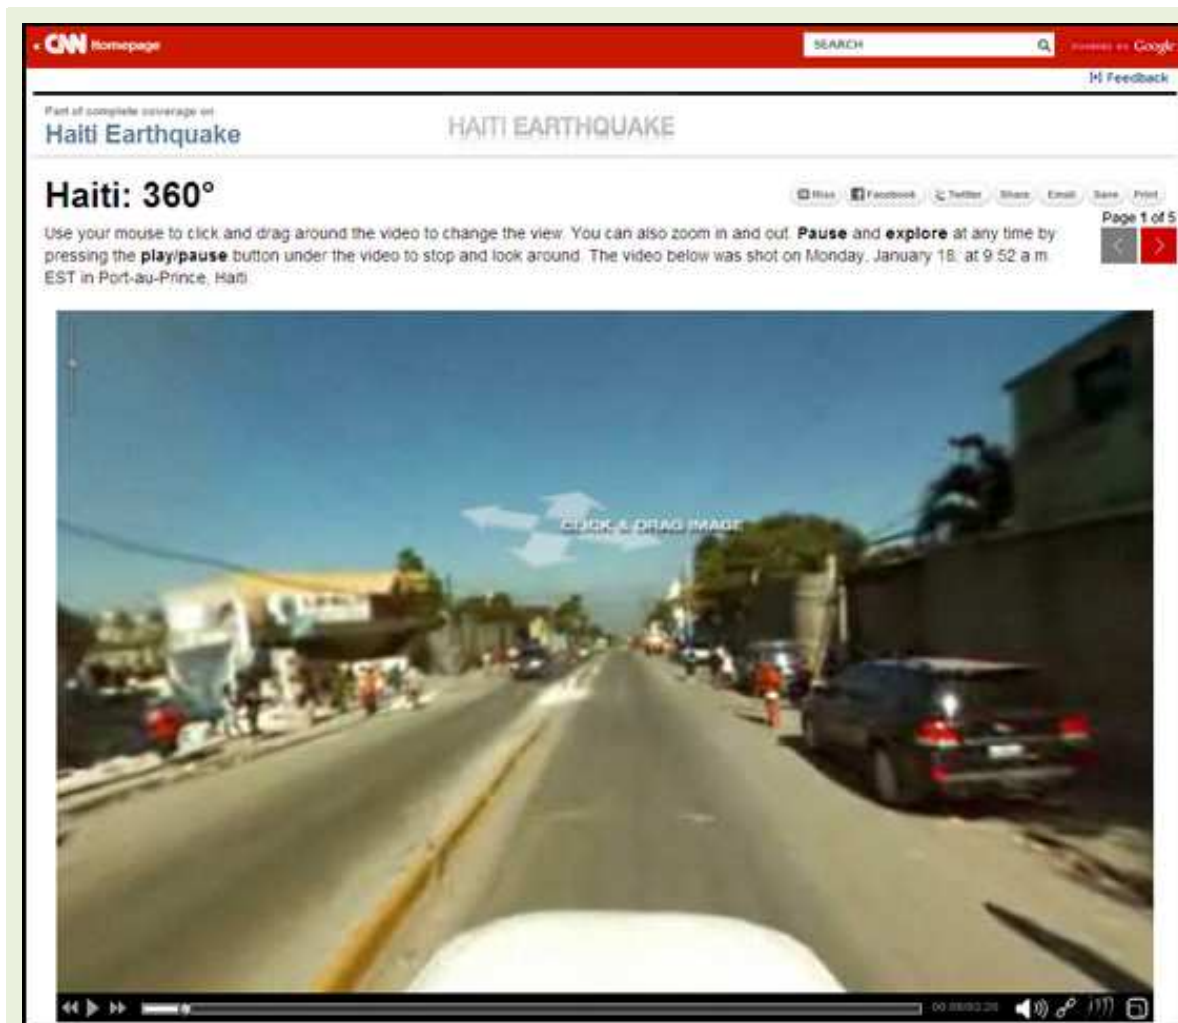 « CNN Homepage
SEARCH
POWERED BY Google
[+] Feedback
Part of complete coverage on
Haiti Earthquake
HAITI EARTHQUAKE
Haiti: 360°
Mixx Facebook Twitter Share Email Save Print
Page 1 of 5
Use your mouse to click and drag around the video to change the view. You can also zoom in and out. Pause and explore at any time by
pressing the play/pause button under the video to stop and look around. The video below was shot on Monday, January 18, at 9:52 a.m.
EST in Port-au-Prince, Haiti.
CLICK & DRAG IMAGE